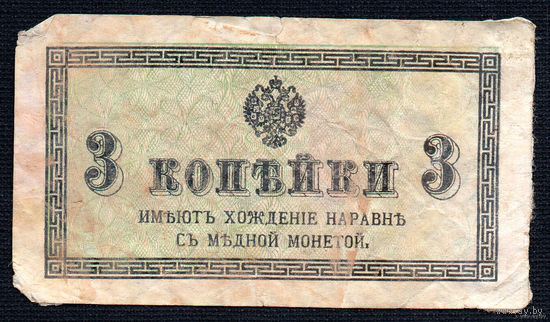 3 КОПѢЙКИ 3
ИМѢЮТЪ ХОЖДЕНІЕ НАРАВНѢ
СЪ МѢДНОЙ МОНЕТОЙ.